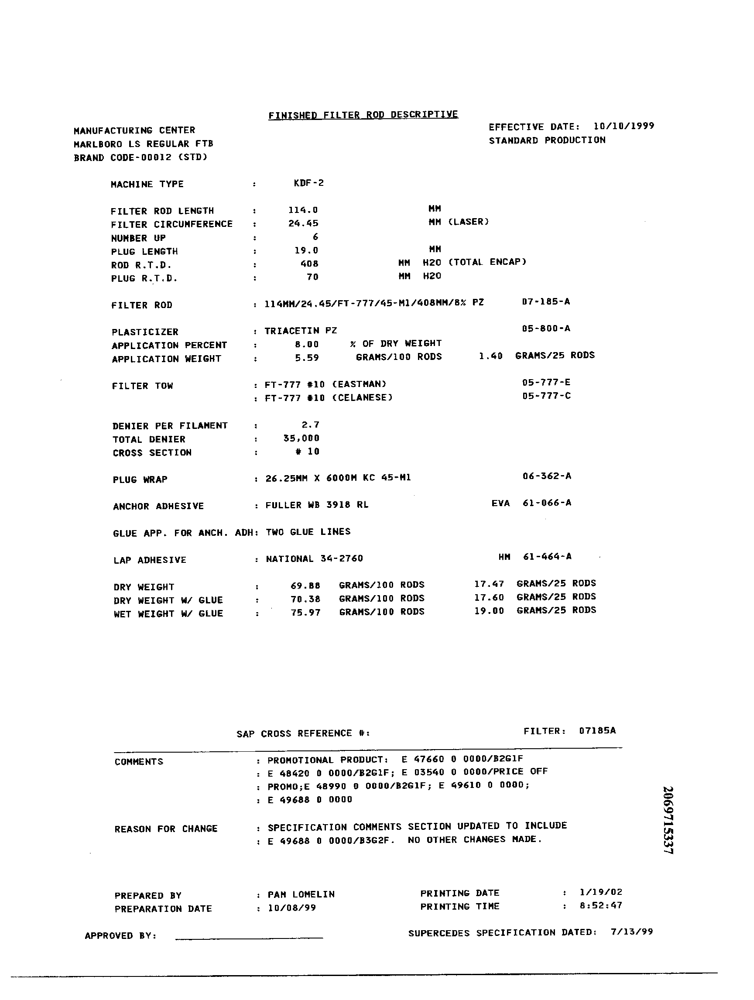 FINISHED FILTER ROD DESCRIPTIVE
MANUFACTURING CENTER EFFECTIVE DATE: 10/10/1999
MARLBORO LS REGULAR FTB STANDARD PRODUCTION
BRAND CODE-00012 (STD)
MACHINE TYPE : KDF-2
FILTER ROD LENGTH : 114.0 MM
FILTER CIRCUMFERENCE : 24.45 MM (LASER)
NUMBER UP : 6
PLUG LENGTH : 19.0 MM
ROD R.T.D. : 408 MM H2O (TOTAL ENCAP)
PLUG R.T.D. : 70 MM H2O
FILTER ROD : 114MM/24.45/FT-777/45-M1/408MM/8% PZ 07-185-A
PLASTICIZER : TRIACETIN PZ 05-800-A
APPLICATION PERCENT : 8.00 % OF DRY WEIGHT
APPLICATION WEIGHT : 5.59 GRAMS/100 RODS 1.40 GRAMS/25 RODS
FILTER TOW : FT-777 #10 (EASTMAN) 05-777-E
: FT-777 #10 (CELANESE) 05-777-C
DENIER PER FILAMENT : 2.7
TOTAL DENIER : 35,000
CROSS SECTION : # 10
PLUG WRAP : 26.25MM X 6000M KC 45-M1 06-362-A
ANCHOR ADHESIVE : FULLER WB 3918 RL EVA 61-066-A
GLUE APP. FOR ANCH. ADH: TWO GLUE LINES
LAP ADHESIVE : NATIONAL 34-2760 HM 61-464-A
DRY WEIGHT : 69.88 GRAMS/100 RODS 17.47 GRAMS/25 RODS
DRY WEIGHT W/ GLUE : 70.38 GRAMS/100 RODS 17.60 GRAMS/25 RODS
WET WEIGHT W/ GLUE : 75.97 GRAMS/100 RODS 19.00 GRAMS/25 RODS
SAP CROSS REFERENCE #: FILTER: 07185A
COMMENTS : PROMOTIONAL PRODUCT: E 47660 0 0000/B2G1F
: E 48420 0 0000/B2G1F; E 03540 0 0000/PRICE OFF
: PROMO;E 48990 0 0000/B2G1F; E 49610 0 0000;
: E 49688 0 0000
REASON FOR CHANGE : SPECIFICATION COMMENTS SECTION UPDATED TO INCLUDE
: E 49688 0 0000/B3G2F. NO OTHER CHANGES MADE.
2069715337
PREPARED BY : PAM LOMELIN PRINTING DATE : 1/19/02
PREPARATION DATE : 10/08/99 PRINTING TIME : 8:52:47
APPROVED BY: SUPERCEDES SPECIFICATION DATED: 7/13/99